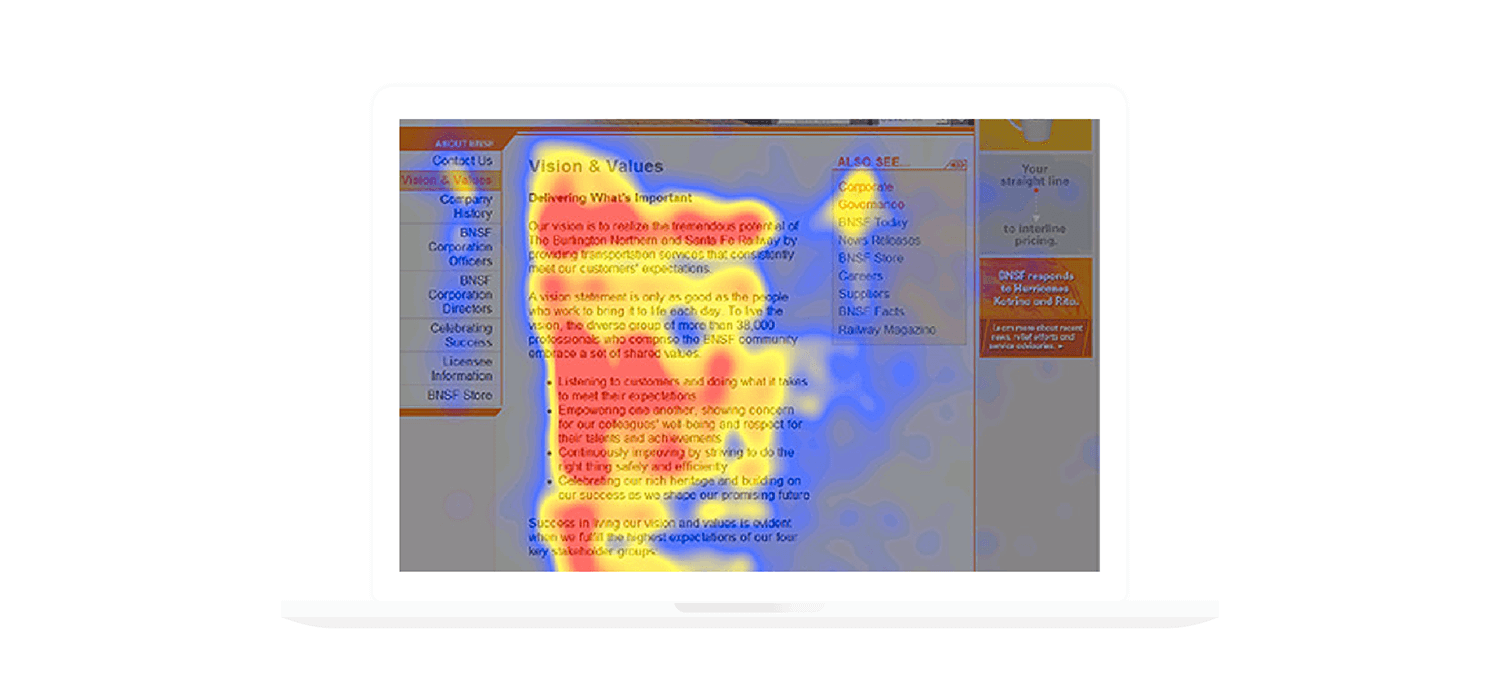 ABOUT BNSF
Contact Us
Vision & Values
Company
History
BNSF
Corporation
Officers
BNSF
Corporation
Directors
Celebrating
Success
Licensee
Information
BNSF Store
Vision & Values
Delivering What's Important
Our vision is to realize the tremendous potential of
The Burlington Northern and Santa Fe Railway by
providing transportation services that consistently
meet our customers' expectations.
A vision statement is only as good as the people
who work to bring it to life each day. To live the
vision, the diverse group of more than 38,000
professionals who comprise the BNSF community
embrace a set of shared values.
• Listening to customers and doing what it takes
to meet their expectations
• Empowering one another, showing concern
for our colleagues' well-being and respect for
their talents and achievements
• Continuously improving by striving to do the
right thing safely and efficiently
• Celebrating our rich heritage and building on
our success as we shape our promising future
Success in living our vision and values is evident
when we fulfill the highest expectations of our four
key stakeholder groups:
ALSO SEE
Corporate
Governance
BNSF Today
News Releases
BNSF Store
Careers
Suppliers
BNSF Facts
Railway Magazine
Your
straight line
to interline
pricing.
BNSF responds
to Hurricanes
Katrina and Rita.
Learn more about recent
news, relief efforts and
service advisories.